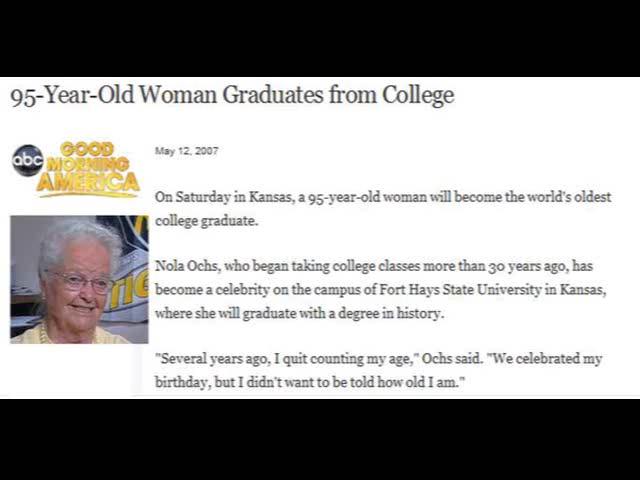 95-Year-Old Woman Graduates from College
abc
GOOD
MORNING
AMERICA
May 12, 2007
On Saturday in Kansas, a 95-year-old woman will become the world's oldest
college graduate.
Nola Ochs, who began taking college classes more than 30 years ago, has
become a celebrity on the campus of Fort Hays State University in Kansas,
where she will graduate with a degree in history.
"Several years ago, I quit counting my age," Ochs said. "We celebrated my
birthday, but I didn't want to be told how old I am."